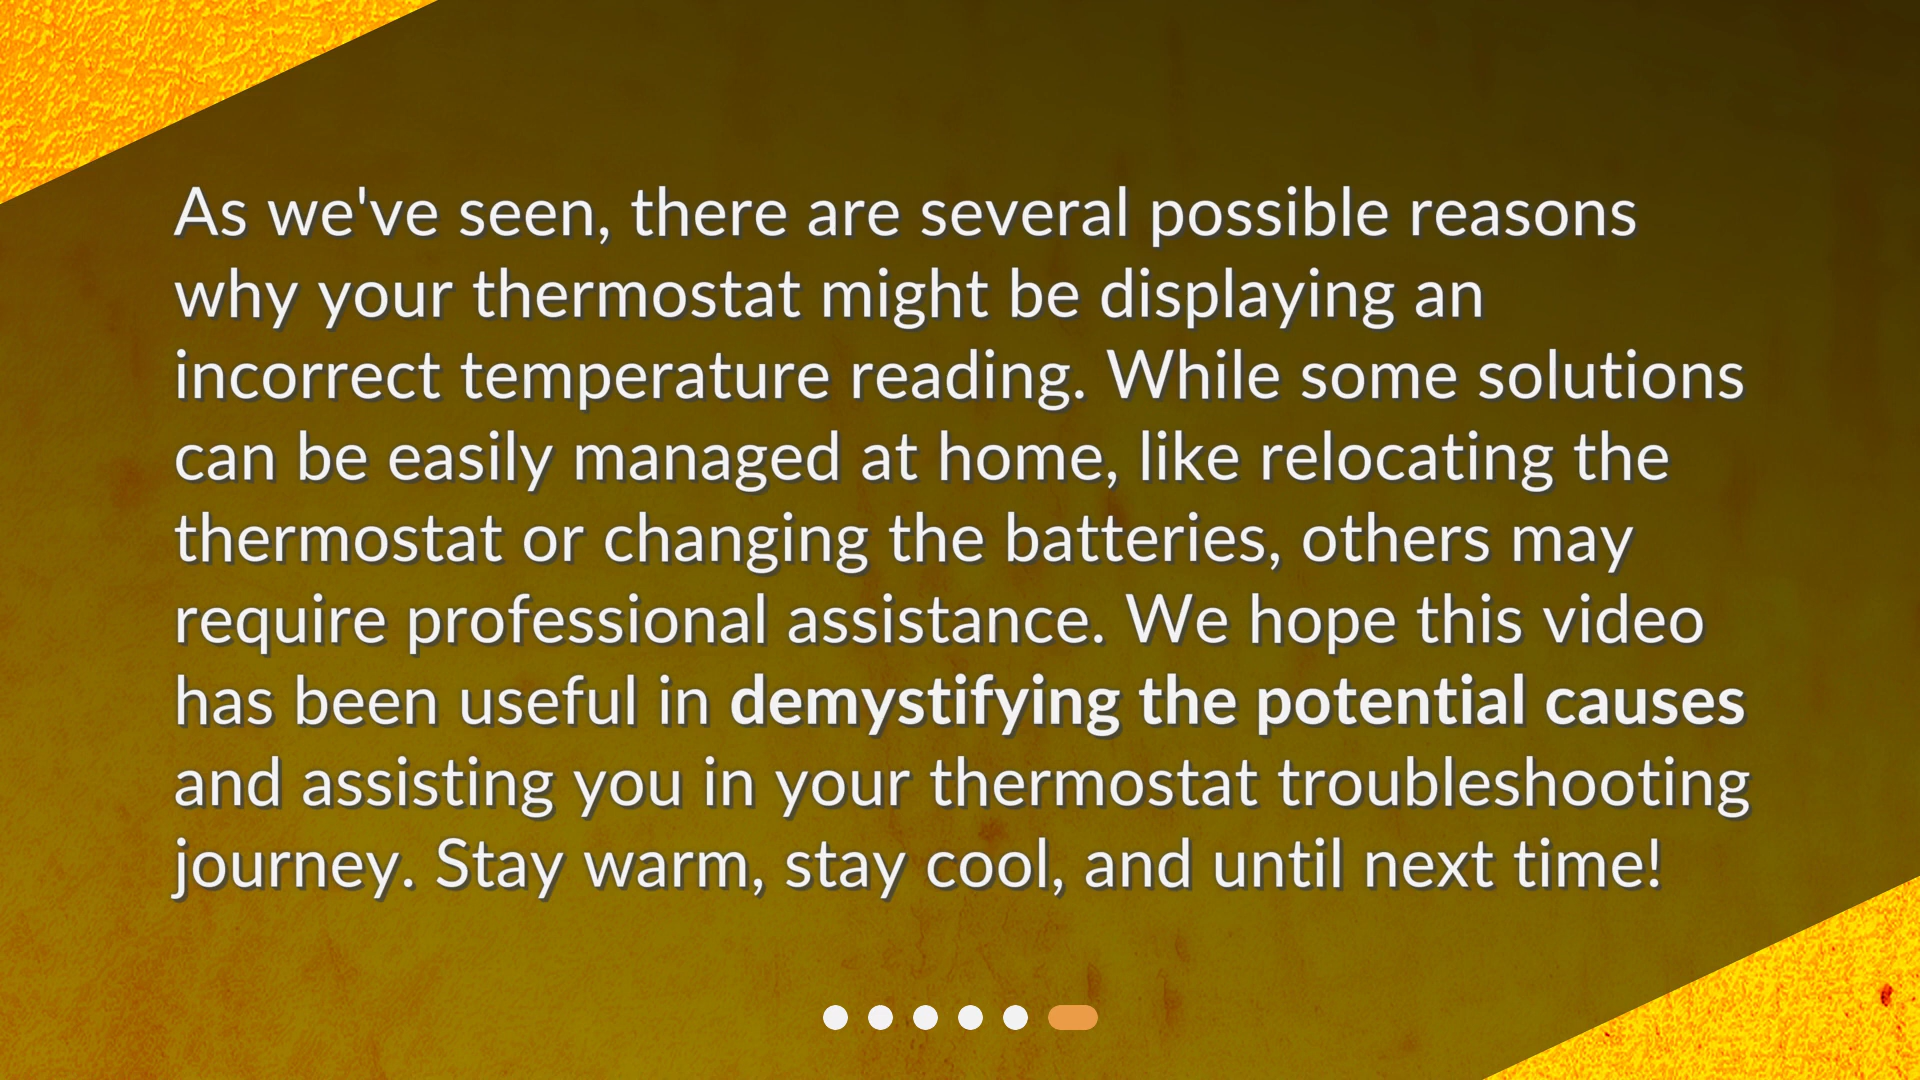 As we've seen, there are several possible reasons
why your thermostat might be displaying an
incorrect temperature reading. While some solutions
can be easily managed at home, like relocating the
thermostat or changing the batteries, others may
require professional assistance. We hope this video
has been useful in demystifying the potential causes
and assisting you in your thermostat troubleshooting
journey. Stay warm, stay cool, and until next time!